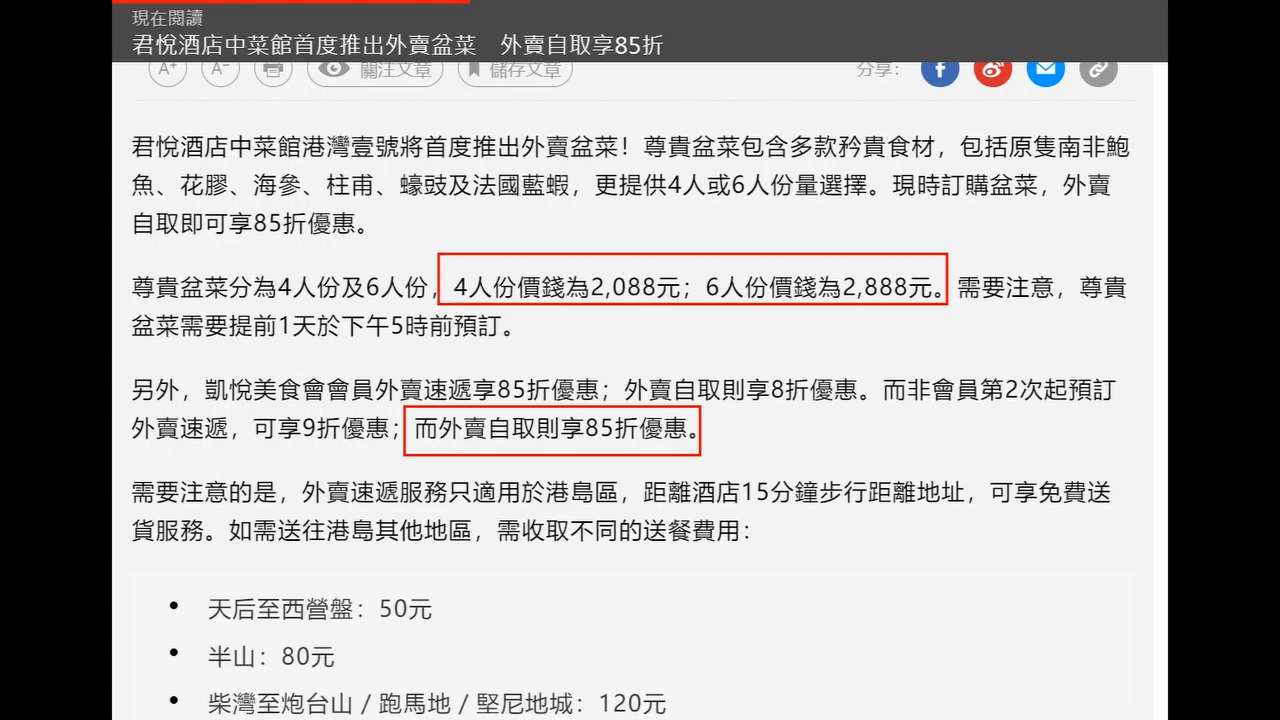 現在閱讀
君悅酒店中菜館首度推出外賣盆菜　外賣自取享85折
A+ A- 關注文章 儲存文章 分享：
君悅酒店中菜館港灣壹號將首度推出外賣盆菜！尊貴盆菜包含多款矜貴食材，包括原隻南非鮑
魚、花膠、海參、柱甫、蠔豉及法國藍蝦，更提供4人或6人份量選擇。現時訂購盆菜，外賣
自取即可享85折優惠。
尊貴盆菜分為4人份及6人份，4人份價錢為2,088元；6人份價錢為2,888元。需要注意，尊貴
盆菜需要提前1天於下午5時前預訂。
另外，凱悅美食會會員外賣速遞享85折優惠；外賣自取則享8折優惠。而非會員第2次起預訂
外賣速遞，可享9折優惠；而外賣自取則享85折優惠。
需要注意的是，外賣速遞服務只適用於港島區，距離酒店15分鐘步行距離地址，可享免費送
貨服務。如需送往港島其他地區，需收取不同的送餐費用：
• 天后至西營盤：50元
• 半山：80元
• 柴灣至炮台山 / 跑馬地 / 堅尼地城：120元